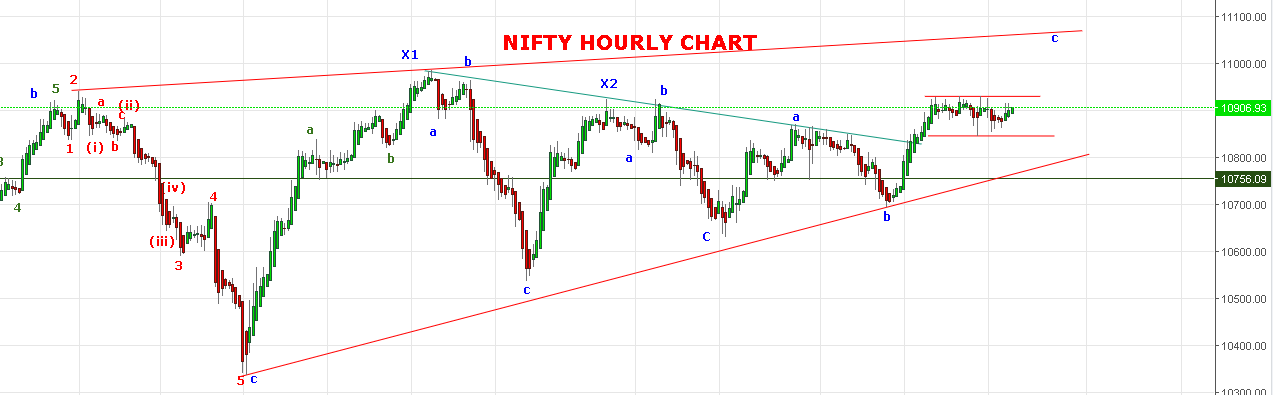 NIFTY HOURLY CHART
X1
b
c
2
b
5
a
(ii)
c
1
(i)
b
a
b
a
X2
b
a
a
(iv)
4
(iii)
3
4
5
c
c
C
b
11100.00
11000.00
10906.93
10800.00
10756.09
10700.00
10600.00
10500.00
10400.00
10300.00